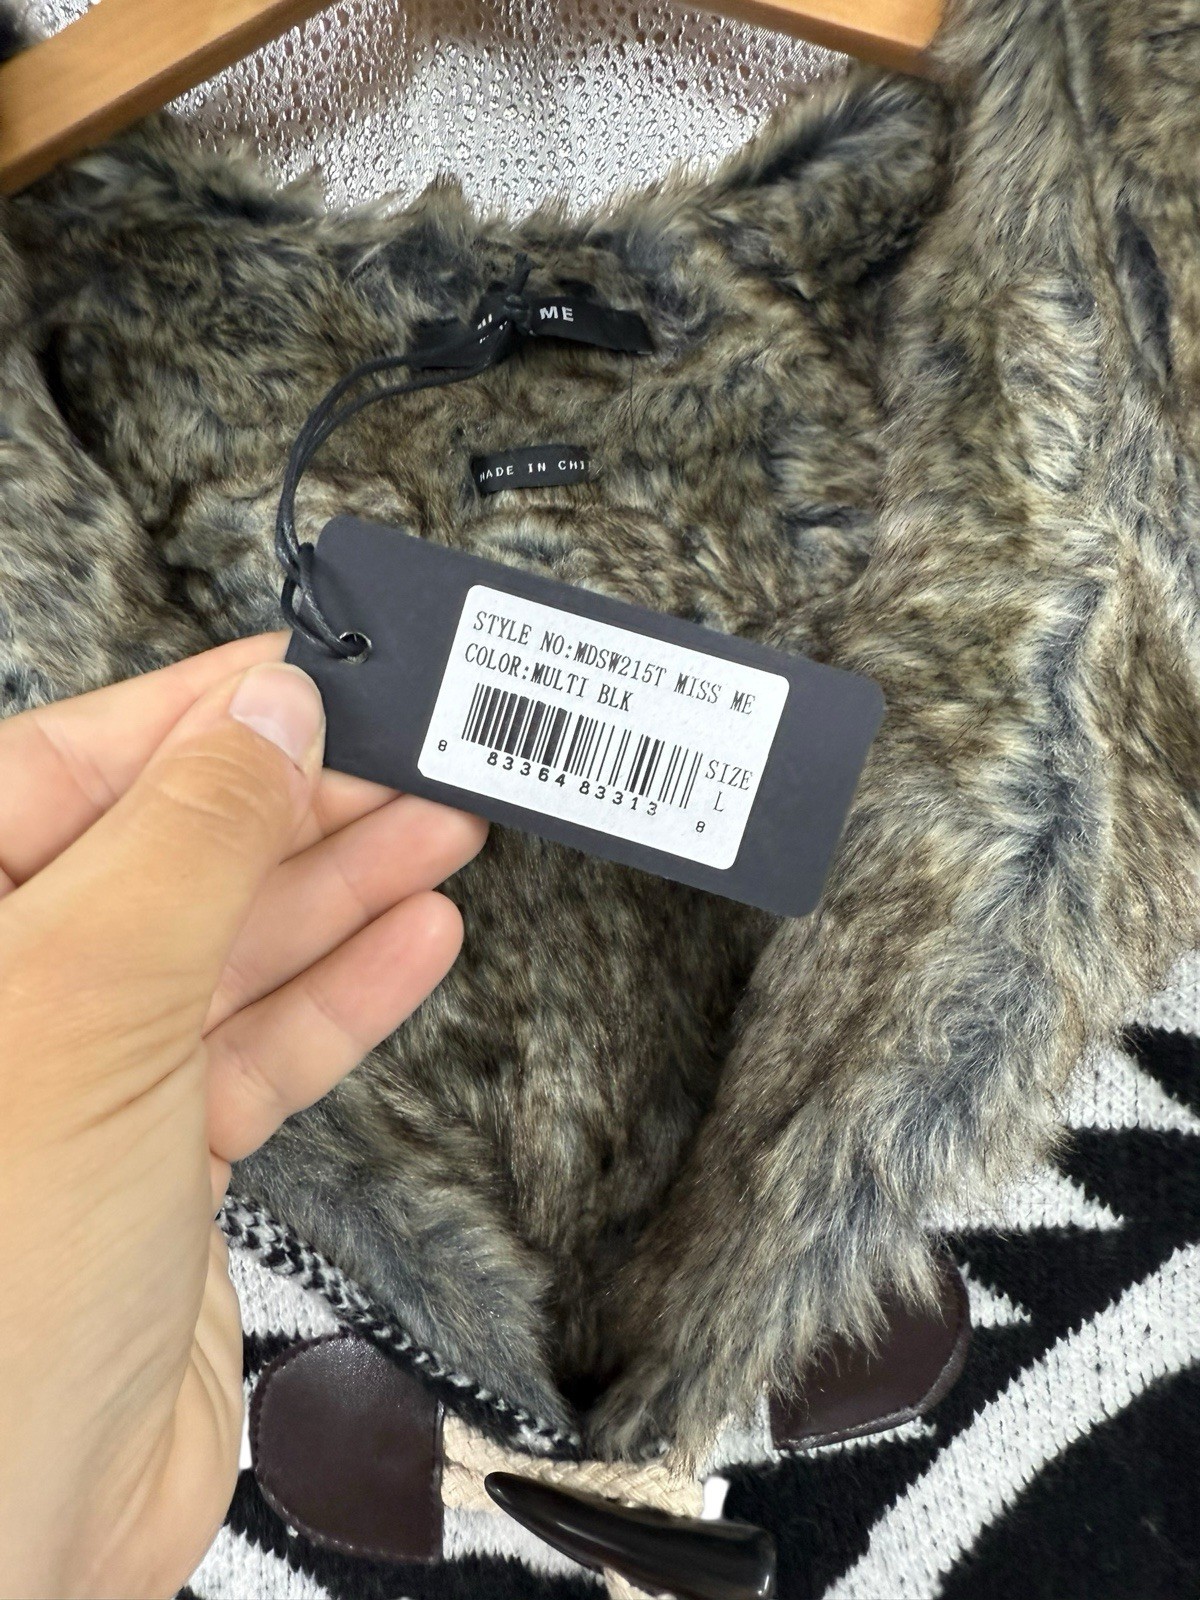 ME
MADE IN CHI
STYLE NO:MDSW215T MISS ME
COLOR:MULTI BLK
SIZE
L
8 83364 83313 8